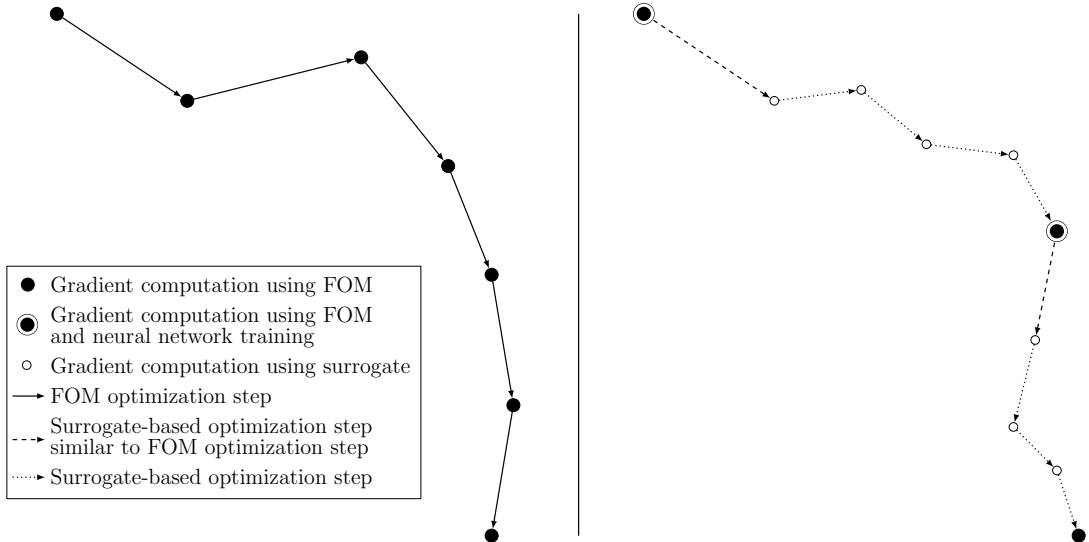 Gradient computation using FOM
Gradient computation using FOM
and neural network training
Gradient computation using surrogate
FOM optimization step
Surrogate-based optimization step
similar to FOM optimization step
Surrogate-based optimization step